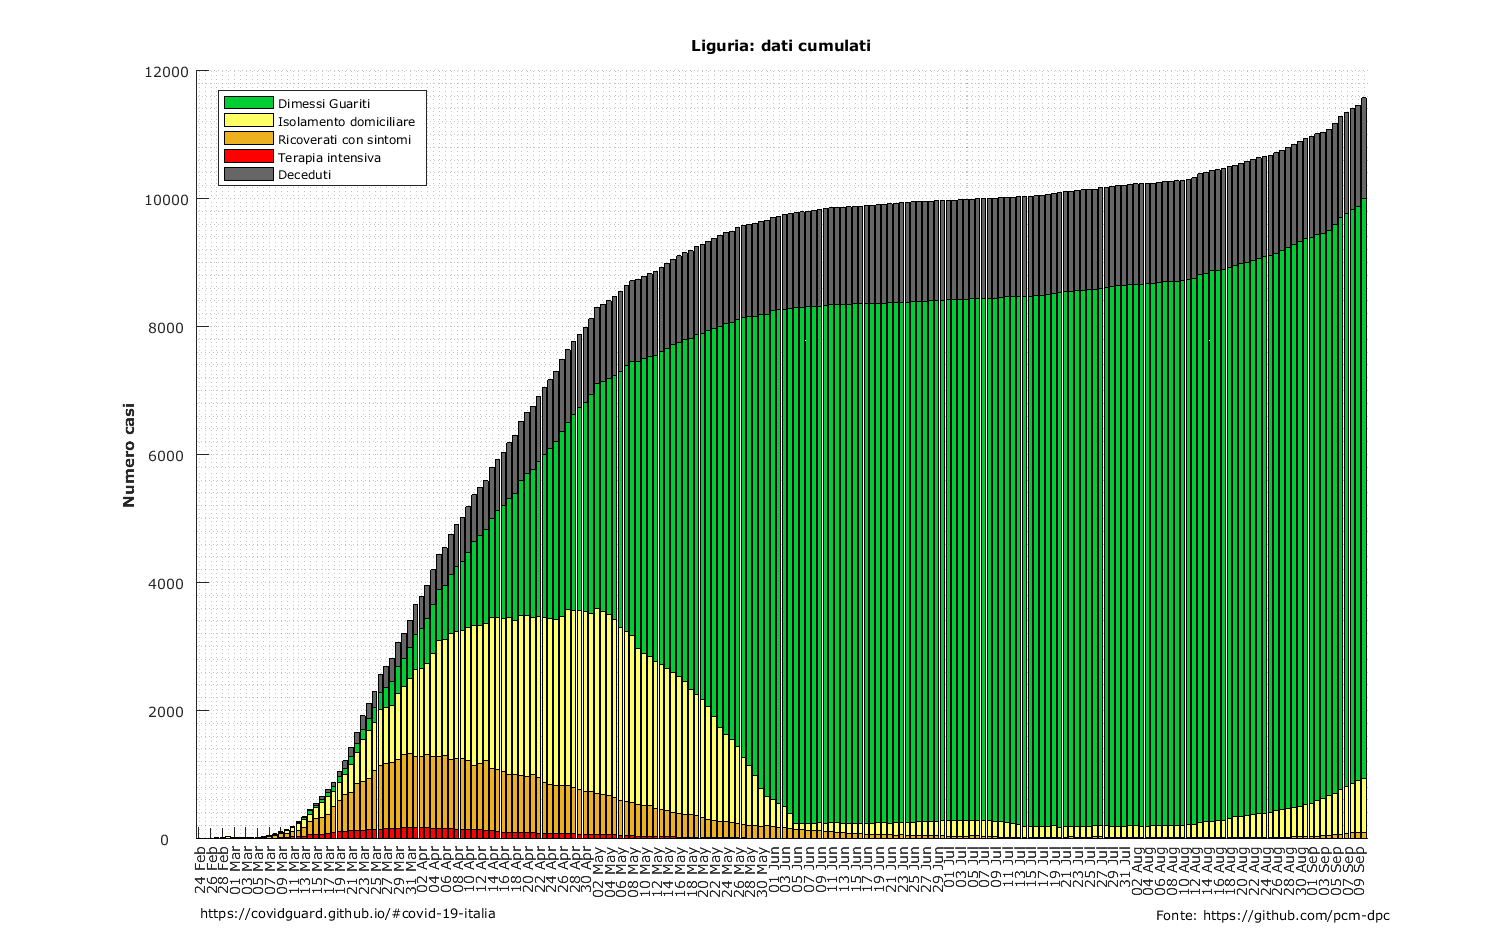 Liguria: dati cumulati
12000
10000
8000
6000
4000
2000
0
Numero casi
Dimessi Guariti
Isolamento domiciliare
Ricoverati con sintomi
Terapia intensiva
Deceduti
24 Feb
26 Feb
28 Feb
01 Mar
03 Mar
05 Mar
07 Mar
09 Mar
11 Mar
13 Mar
15 Mar
17 Mar
19 Mar
21 Mar
23 Mar
25 Mar
27 Mar
29 Mar
31 Mar
02 Apr
04 Apr
06 Apr
08 Apr
10 Apr
12 Apr
14 Apr
16 Apr
18 Apr
20 Apr
22 Apr
24 Apr
26 Apr
28 Apr
30 Apr
02 May
04 May
06 May
08 May
10 May
12 May
14 May
16 May
18 May
20 May
22 May
24 May
26 May
28 May
30 May
01 Jun
03 Jun
05 Jun
07 Jun
09 Jun
11 Jun
13 Jun
15 Jun
17 Jun
19 Jun
21 Jun
23 Jun
25 Jun
27 Jun
29 Jun
01 Jul
03 Jul
05 Jul
07 Jul
09 Jul
11 Jul
13 Jul
15 Jul
17 Jul
19 Jul
21 Jul
23 Jul
25 Jul
27 Jul
29 Jul
31 Jul
02 Aug
04 Aug
06 Aug
08 Aug
10 Aug
12 Aug
14 Aug
16 Aug
18 Aug
20 Aug
22 Aug
24 Aug
26 Aug
28 Aug
30 Aug
01 Sep
03 Sep
05 Sep
07 Sep
09 Sep
https://covidguard.github.io/#covid-19-italia
Fonte: https://github.com/pcm-dpc